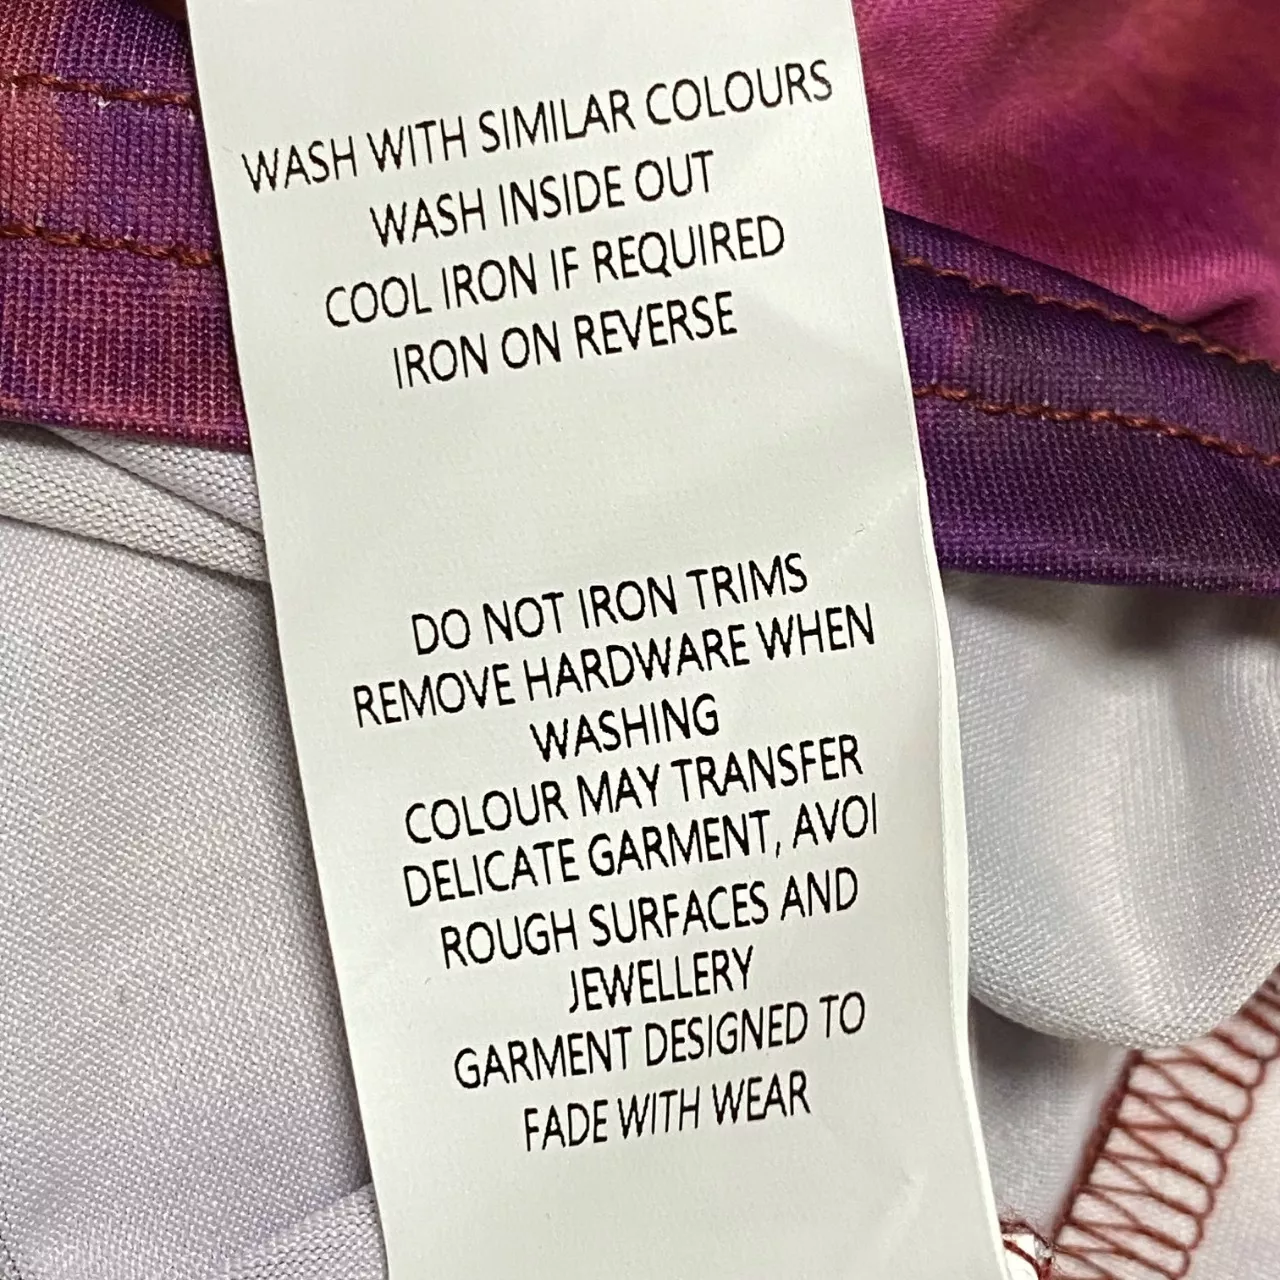 WASH WITH SIMILAR COLOURS
WASH INSIDE OUT
COOL IRON IF REQUIRED
IRON ON REVERSE
DO NOT IRON TRIMS
REMOVE HARDWARE WHEN
WASHING
COLOUR MAY TRANSFER
DELICATE GARMENT, AVOI
ROUGH SURFACES AND
JEWELLERY
GARMENT DESIGNED TO
FADE WITH WEAR